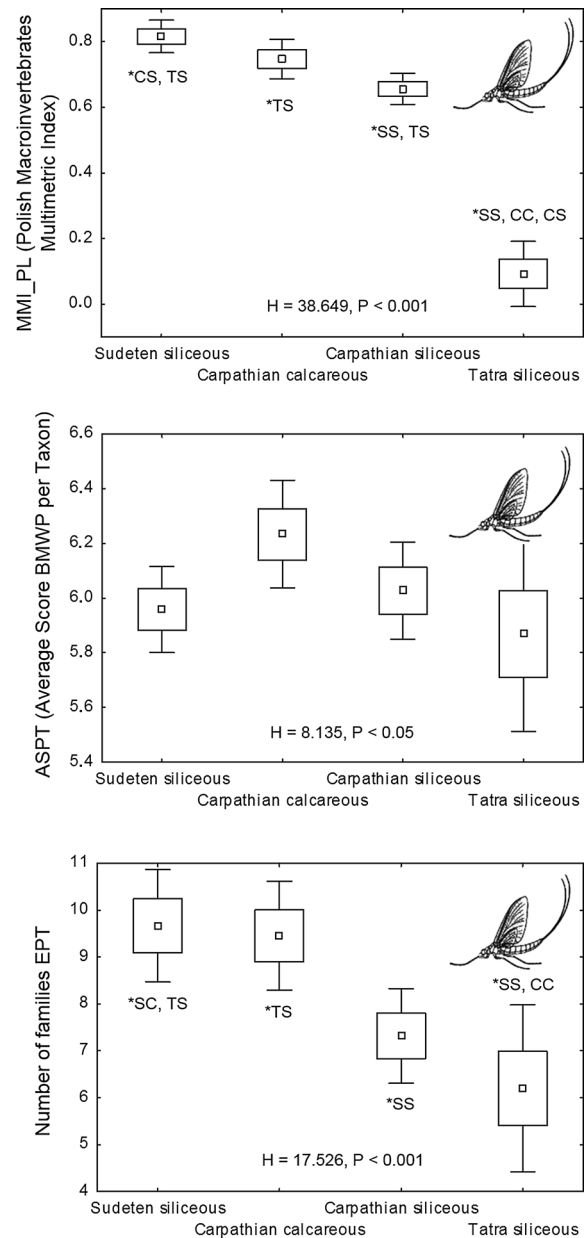 MMI_PL (Polish Macroinvertebrates
Multimetric Index)
0.8
0.6
0.4
0.2
0.0
*CS, TS
*TS
*SS, TS
*SS, CC, CS
H = 38.649, P < 0.001
Sudeten siliceous
Carpathian siliceous
Carpathian calcareous
Tatra siliceous
ASPT (Average Score BMWP per Taxon)
6.6
6.4
6.2
6.0
5.8
5.6
5.4
H = 8.135, P < 0.05
Sudeten siliceous
Carpathian siliceous
Carpathian calcareous
Tatra siliceous
Number of families EPT
11
10
9
8
7
6
5
4
*SC, TS
*TS
*SS
*SS, CC
H = 17.526, P < 0.001
Sudeten siliceous
Carpathian siliceous
Carpathian calcareous
Tatra siliceous